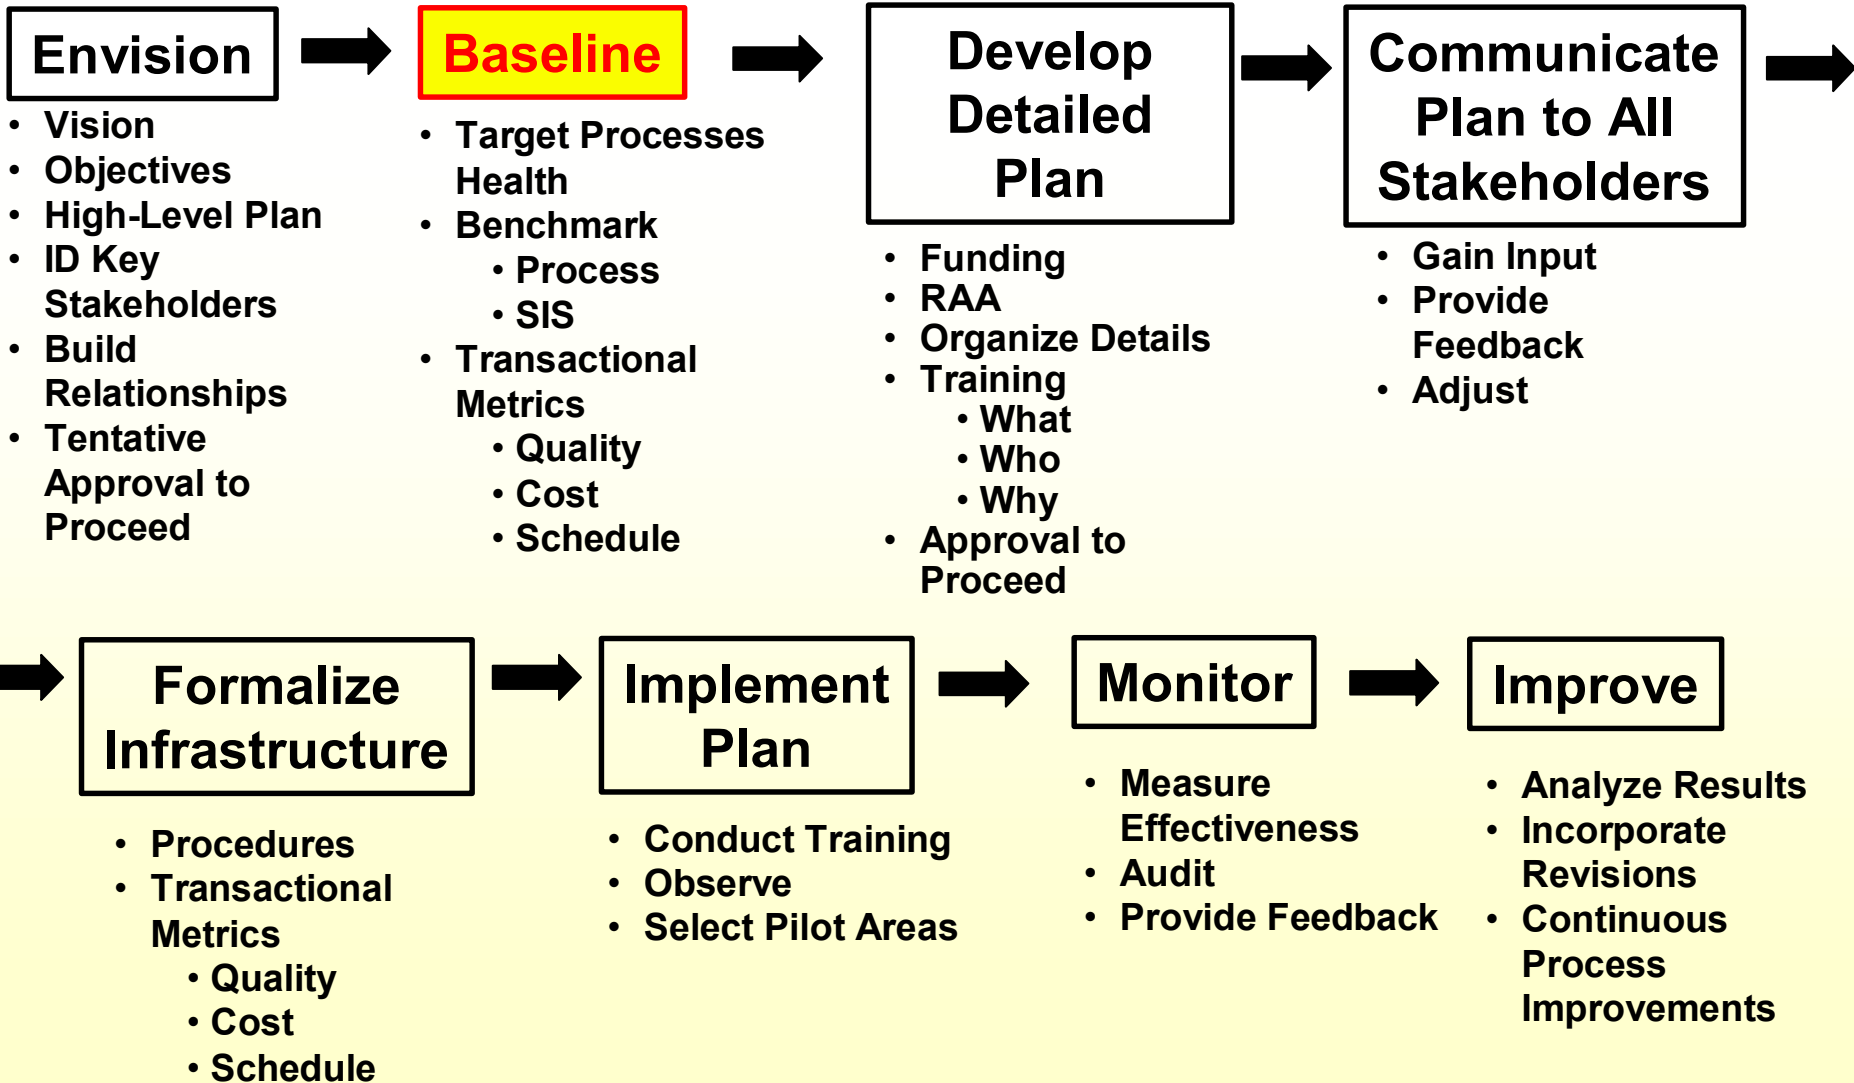 Envision
• Vision
• Objectives
• High-Level Plan
• ID Key
Stakeholders
• Build
Relationships
• Tentative
Approval to
Proceed
Baseline
• Target Processes
Health
• Benchmark
• Process
• SIS
• Transactional
Metrics
• Quality
• Cost
• Schedule
Develop
Detailed
Plan
• Funding
• RAA
• Organize Details
• Training
• What
• Who
• Why
• Approval to
Proceed
Communicate
Plan to All
Stakeholders
• Gain Input
• Provide
Feedback
• Adjust
Formalize
Infrastructure
• Procedures
• Transactional
Metrics
• Quality
• Cost
• Schedule
Implement
Plan
• Conduct Training
• Observe
• Select Pilot Areas
Monitor
• Measure
Effectiveness
• Audit
• Provide Feedback
Improve
• Analyze Results
• Incorporate
Revisions
• Continuous
Process
Improvements